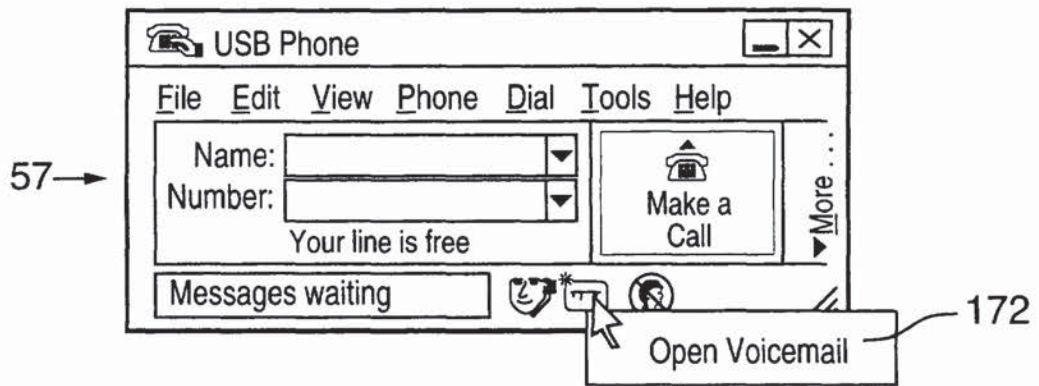 USB Phone
File Edit View Phone Dial Tools Help
Name:
Number:
Your line is free
Make a
Call
More ....
Messages waiting
Open Voicemail
57
172